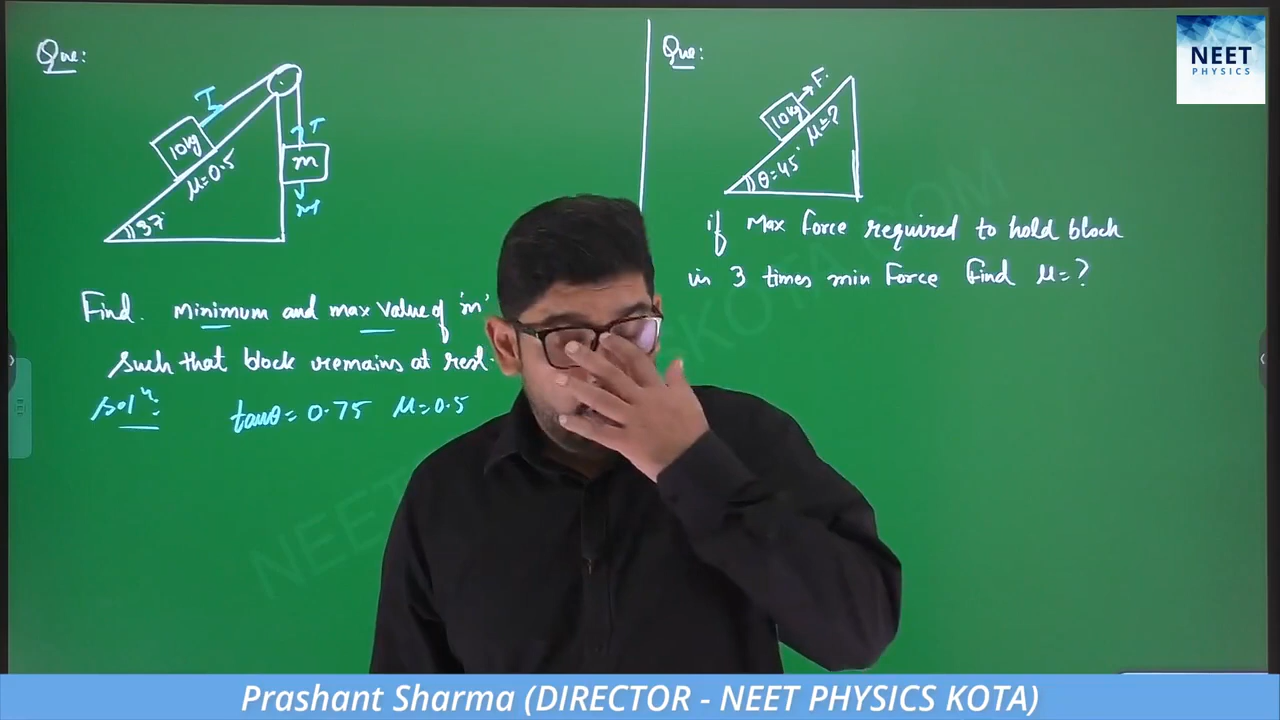 Que:
T
10kg
μ=0.5
37°
T
m
Find. minimum and max value of 'm'
such that block remains at rest.
solⁿ:
tanθ = 0.75 μ=0.5
Que:
F
10kg
μ=?
θ=45°
if Max force required to hold block
is 3 times min Force find μ=?
NEET
PHYSICS
Prashant Sharma (DIRECTOR - NEET PHYSICS KOTA)